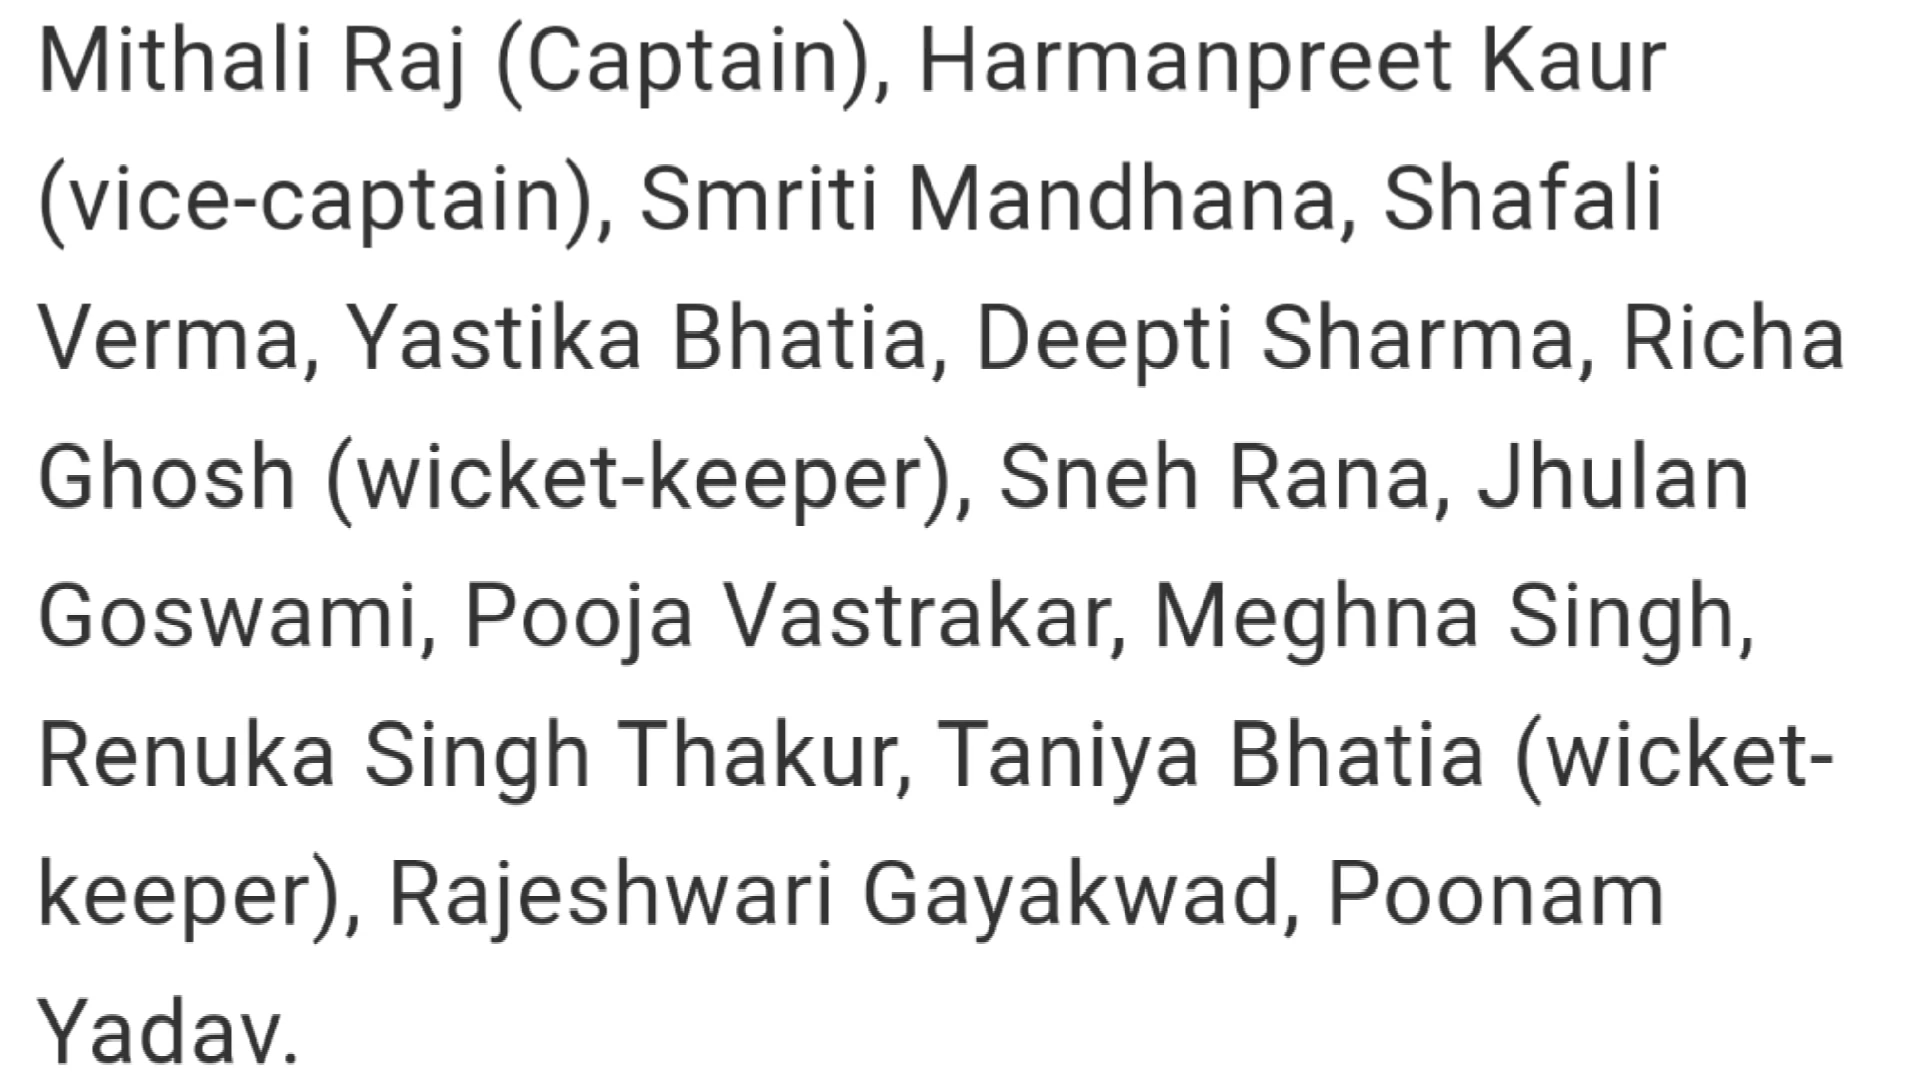 Mithali Raj (Captain), Harmanpreet Kaur
(vice-captain), Smriti Mandhana, Shafali
Verma, Yastika Bhatia, Deepti Sharma, Richa
Ghosh (wicket-keeper), Sneh Rana, Jhulan
Goswami, Pooja Vastrakar, Meghna Singh,
Renuka Singh Thakur, Taniya Bhatia (wicket-
keeper), Rajeshwari Gayakwad, Poonam
Yadav.